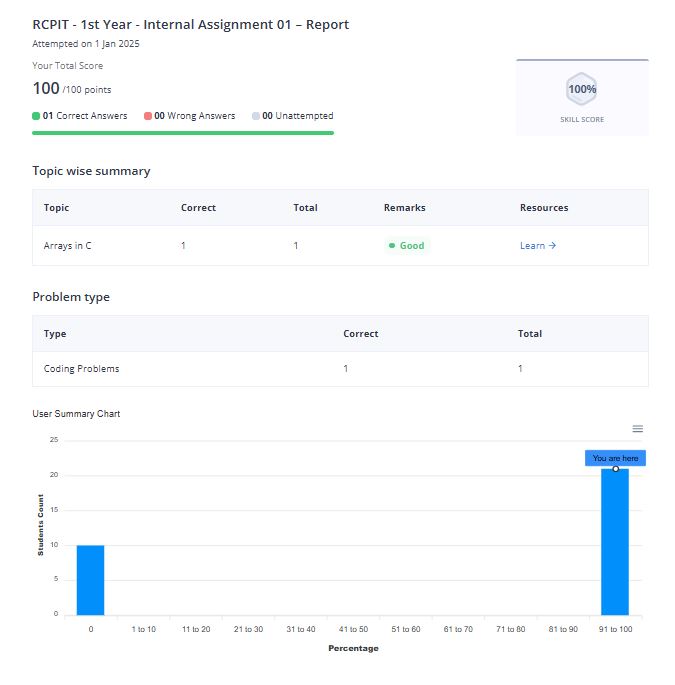 RCPIT - 1st Year - Internal Assignment 01 – Report
Attempted on 1 Jan 2025
Your Total Score
100 /100 points
01 Correct Answers 00 Wrong Answers 00 Unattempted
100%
SKILL SCORE
Topic wise summary
Topic Correct Total Remarks Resources
Arrays in C 1 1 Good Learn →
Problem type
Type Correct Total
Coding Problems 1 1
User Summary Chart
You are here
Students Count
25
20
15
10
5
0
0 1 to 10 11 to 20 21 to 30 31 to 40 41 to 50 51 to 60 61 to 70 71 to 80 81 to 90 91 to 100
Percentage